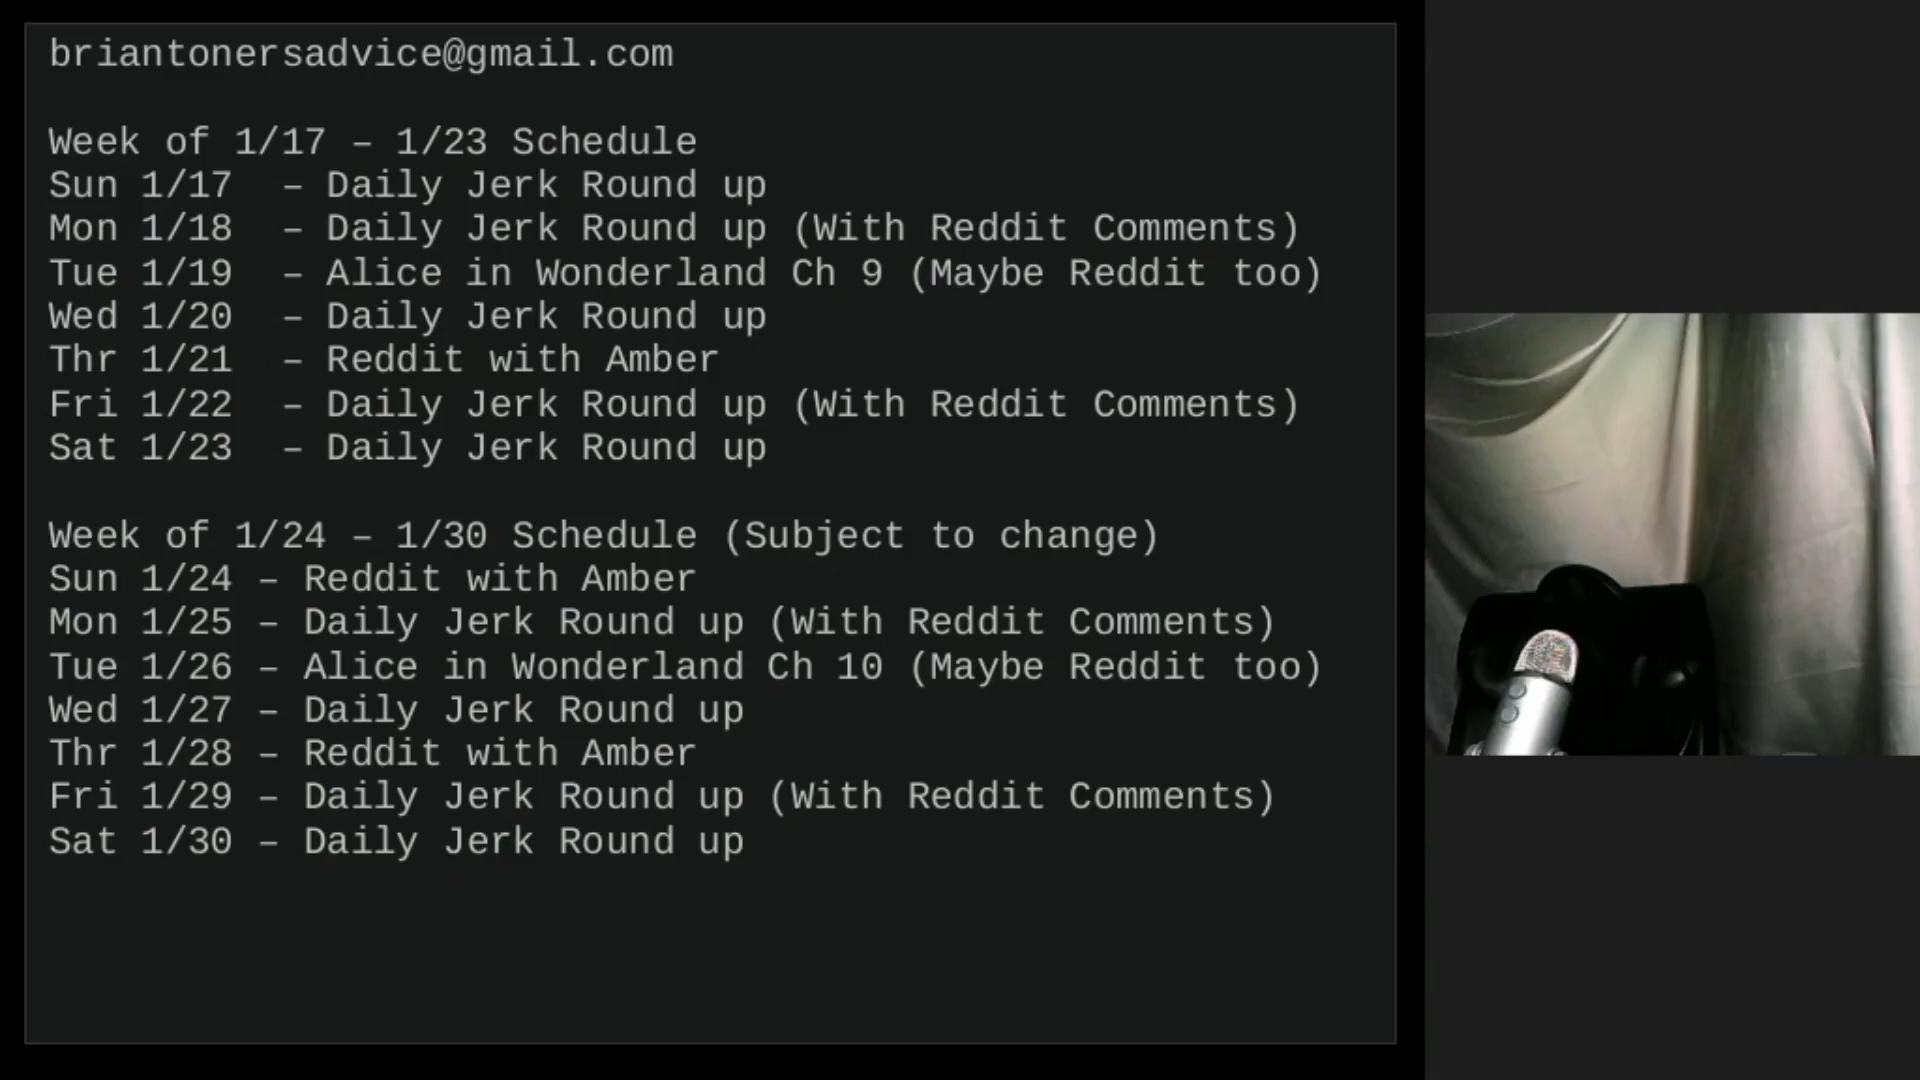 briantonersadvice@gmail.com
Week of 1/17 – 1/23 Schedule
Sun 1/17  – Daily Jerk Round up
Mon 1/18  – Daily Jerk Round up (With Reddit Comments)
Tue 1/19  – Alice in Wonderland Ch 9 (Maybe Reddit too)
Wed 1/20  – Daily Jerk Round up
Thr 1/21  – Reddit with Amber
Fri 1/22  – Daily Jerk Round up (With Reddit Comments)
Sat 1/23  – Daily Jerk Round up
Week of 1/24 – 1/30 Schedule (Subject to change)
Sun 1/24 – Reddit with Amber
Mon 1/25 – Daily Jerk Round up (With Reddit Comments)
Tue 1/26 – Alice in Wonderland Ch 10 (Maybe Reddit too)
Wed 1/27 – Daily Jerk Round up
Thr 1/28 – Reddit with Amber
Fri 1/29 – Daily Jerk Round up (With Reddit Comments)
Sat 1/30 – Daily Jerk Round up